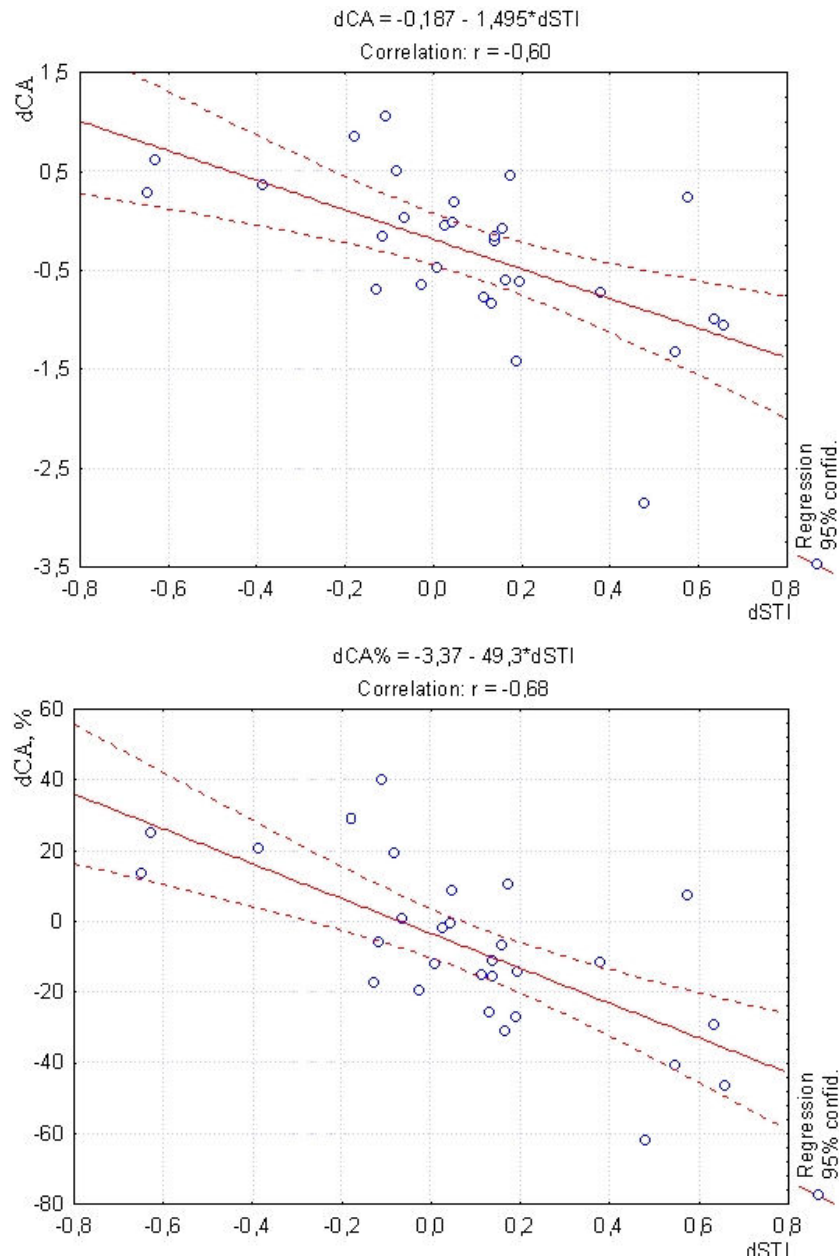 dCA = -0,187 - 1,495*dSTI
Correlation: r = -0,60
dCA
1,5
0,5
-0,5
-1,5
-2,5
-3,5
-0,8 -0,6 -0,4 -0,2 0,0 0,2 0,4 0,6 0,8
dSTI
Regression
95% confid.
dCA% = -3,37 - 49,3*dSTI
Correlation: r = -0,68
dCA, %
60
40
20
0
-20
-40
-60
-80
-0,8 -0,6 -0,4 -0,2 0,0 0,2 0,4 0,6 0,8
dSTI
Regression
95% confid.